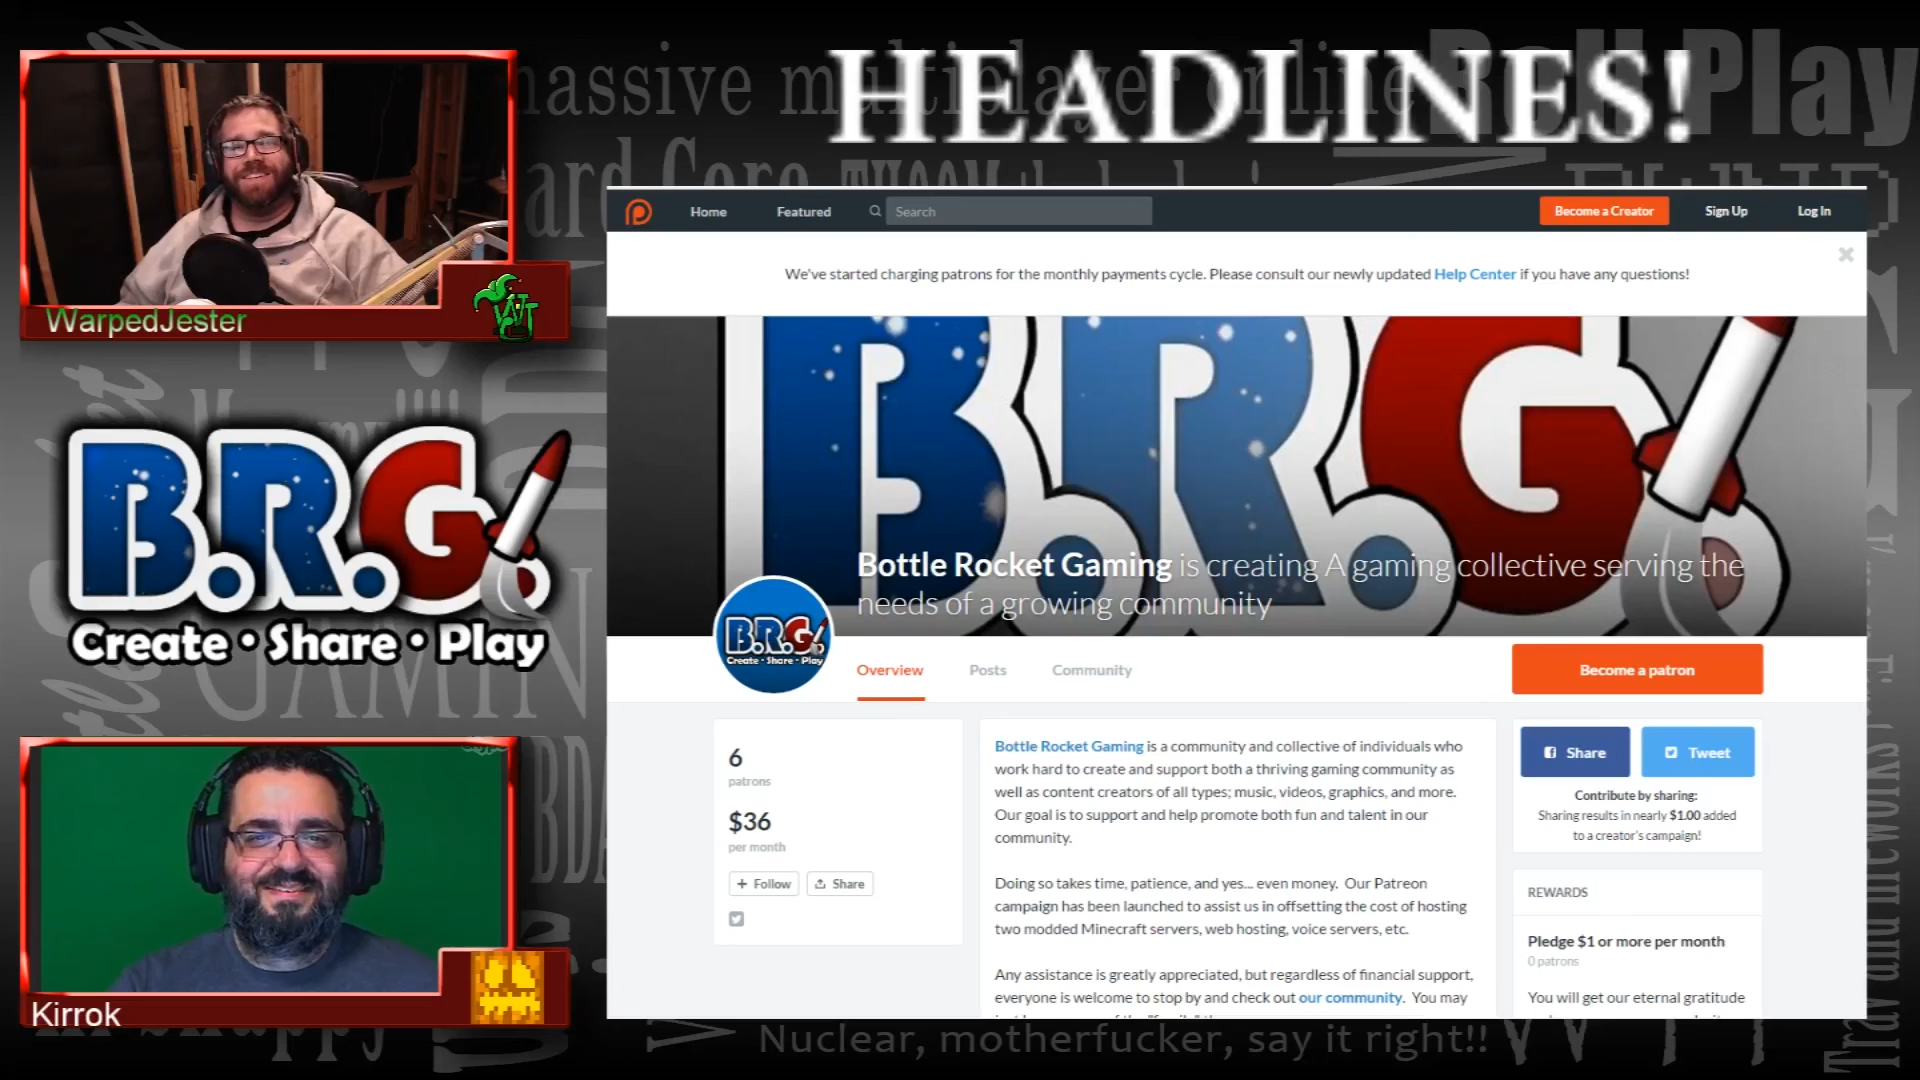 HEADLINES!
massive multiplayer online
Roll Play
WarpedJester
WJ
B.R.G.
Create • Share • Play
Kirrok
Home
Featured
Search
Become a Creator
Sign Up
Log In
We've started charging patrons for the monthly payments cycle. Please consult our newly updated Help Center if you have any questions!
B.R.G.
Bottle Rocket Gaming is creating A gaming collective serving the
needs of a growing community
B.R.G.
Create • Share • Play
Overview
Posts
Community
Become a patron
6
patrons
$36
per month
+ Follow
Share
Bottle Rocket Gaming is a community and collective of individuals who
work hard to create and support both a thriving gaming community as
well as content creators of all types; music, videos, graphics, and more.
Our goal is to support and help promote both fun and talent in our
community.
Doing so takes time, patience, and yes... even money. Our Patreon
campaign has been launched to assist us in offsetting the cost of hosting
two modded Minecraft servers, web hosting, voice servers, etc.
Any assistance is greatly appreciated, but regardless of financial support,
everyone is welcome to stop by and check out our community. You may
Share
Tweet
Contribute by sharing:
Sharing results in nearly $1.00 added
to a creator's campaign!
REWARDS
Pledge $1 or more per month
0 patrons
You will get our eternal gratitude
Nuclear, motherfucker, say it right!!